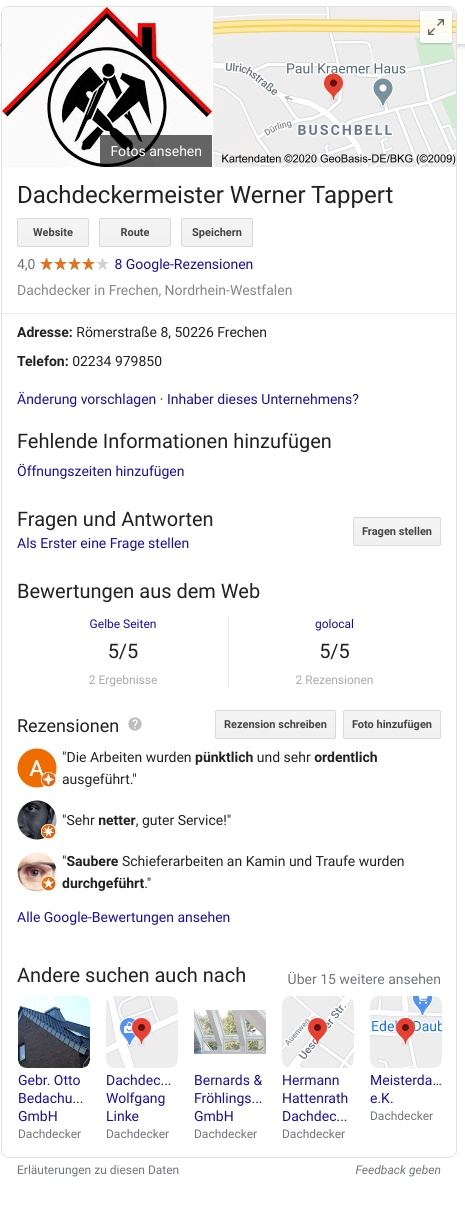 Ulrichstraße
Paul Kraemer Haus
Dürling
BUSCHBELL
Fotos ansehen
Kartendaten ©2020 GeoBasis-DE/BKG (©2009)
Dachdeckermeister Werner Tappert
Website Route Speichern
4,0 8 Google-Rezensionen
Dachdecker in Frechen, Nordrhein-Westfalen
Adresse: Römerstraße 8, 50226 Frechen
Telefon: 02234 979850
Änderung vorschlagen · Inhaber dieses Unternehmens?
Fehlende Informationen hinzufügen
Öffnungszeiten hinzufügen
Fragen und Antworten
Fragen stellen
Als Erster eine Frage stellen
Bewertungen aus dem Web
Gelbe Seiten golocal
5/5 5/5
2 Ergebnisse 2 Rezensionen
Rezensionen ? Rezension schreiben Foto hinzufügen
A
"Die Arbeiten wurden pünktlich und sehr ordentlich
ausgeführt."
"Sehr netter, guter Service!"
"Saubere Schieferarbeiten an Kamin und Traufe wurden
durchgeführt."
Alle Google-Bewertungen ansehen
Andere suchen auch nach Über 15 weitere ansehen
Auenweg
Gebr. Otto
Bedachu...
GmbH
Dachdecker
Dachdec...
Wolfgang
Linke
Dachdecker
Bernards &
Fröhlings...
GmbH
Dachdecker
Hermann
Hattenrath
Dachdec...
Dachdecker
Meisterda...
e.K.
Dachdecker
Erläuterungen zu diesen Daten Feedback geben